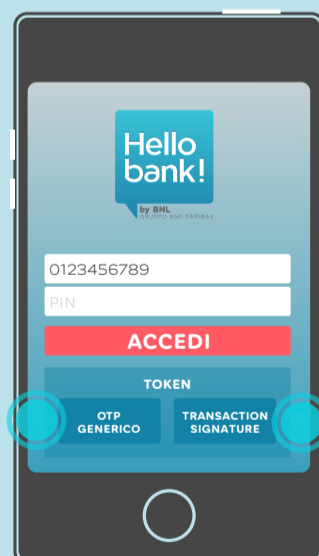 Hello
bank!
by BNL
GRUPPO BNP PARIBAS
0123456789
PIN
ACCEDI
TOKEN
OTP
GENERICO
TRANSACTION
SIGNATURE